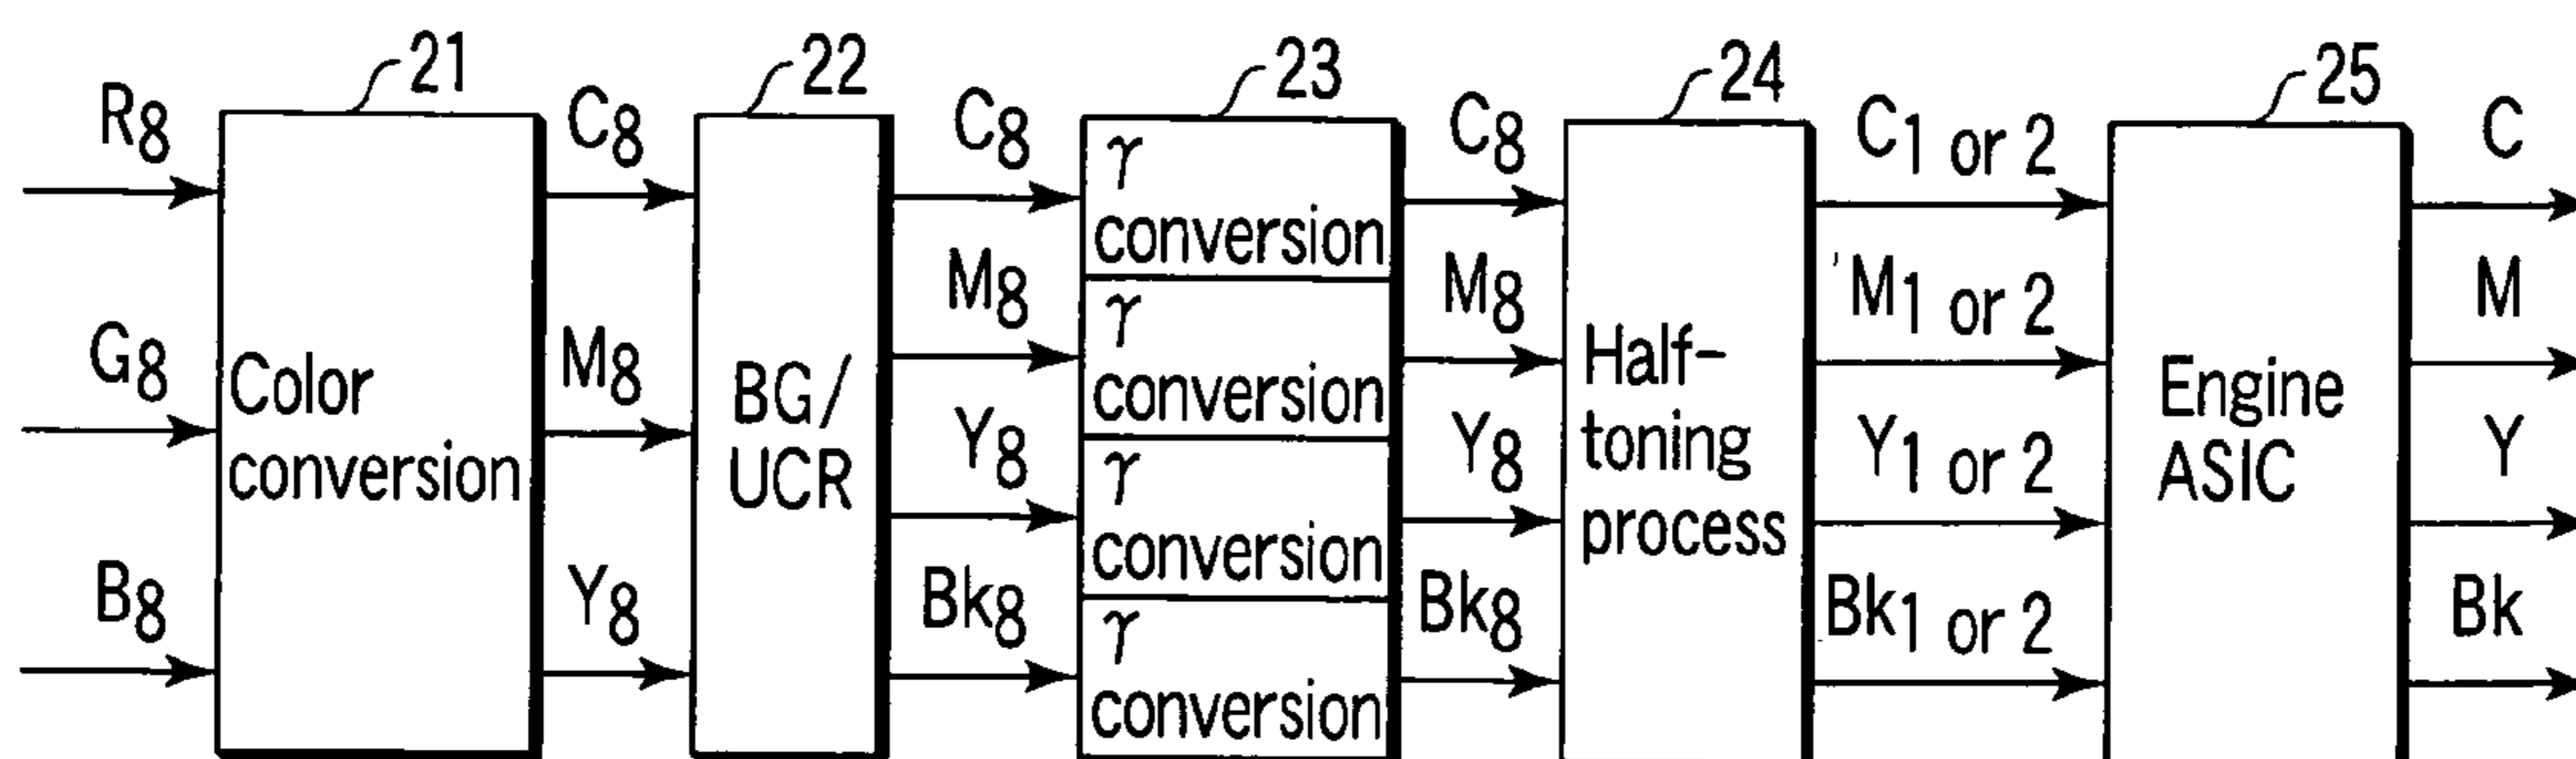 21
22
23
24
25
R8
C8
C8
C8
C1 or 2
C
G8
M8
M8
M8
M1 or 2
M
B8
Y8
Y8
Y8
Y1 or 2
Y
Bk8
Bk8
Bk1 or 2
Bk
Color
conversion
BG/
UCR
γ
conversion
γ
conversion
γ
conversion
γ
conversion
Half-
toning
process
Engine
ASIC